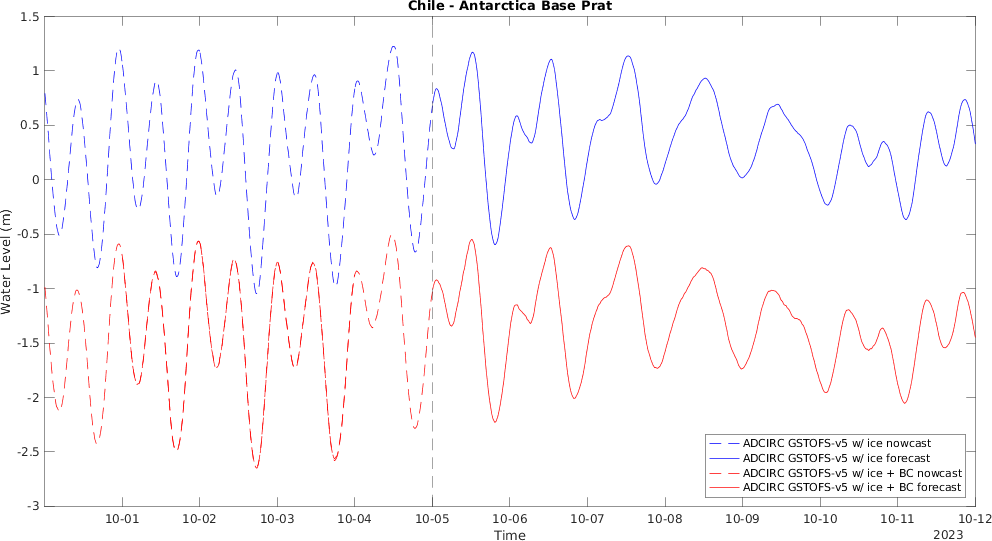 Chile - Antarctica Base Prat
1.5
1
0.5
0
-0.5
-1
-1.5
-2
-2.5
-3
Water Level (m)
ADCIRC GSTOFS-v5 w/ ice nowcast
ADCIRC GSTOFS-v5 w/ ice forecast
ADCIRC GSTOFS-v5 w/ ice + BC nowcast
ADCIRC GSTOFS-v5 w/ ice + BC forecast
10-01 10-02 10-03 10-04 10-05 10-06 10-07 10-08 10-09 10-10 10-11 10-12
Time
2023